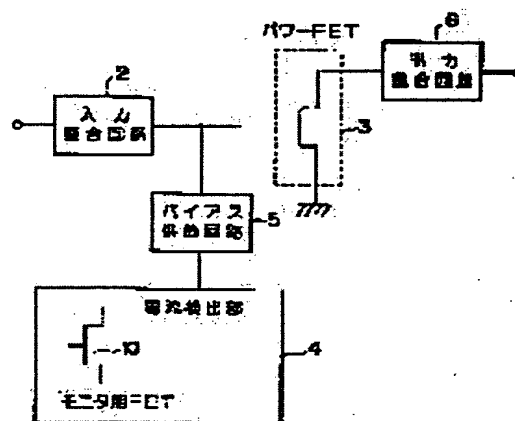 パワーFET
8
出力
整合回路
2
入力
整合回路
3
バイアス
供給回路
5
電流検出部
10
4
モニタ用FET